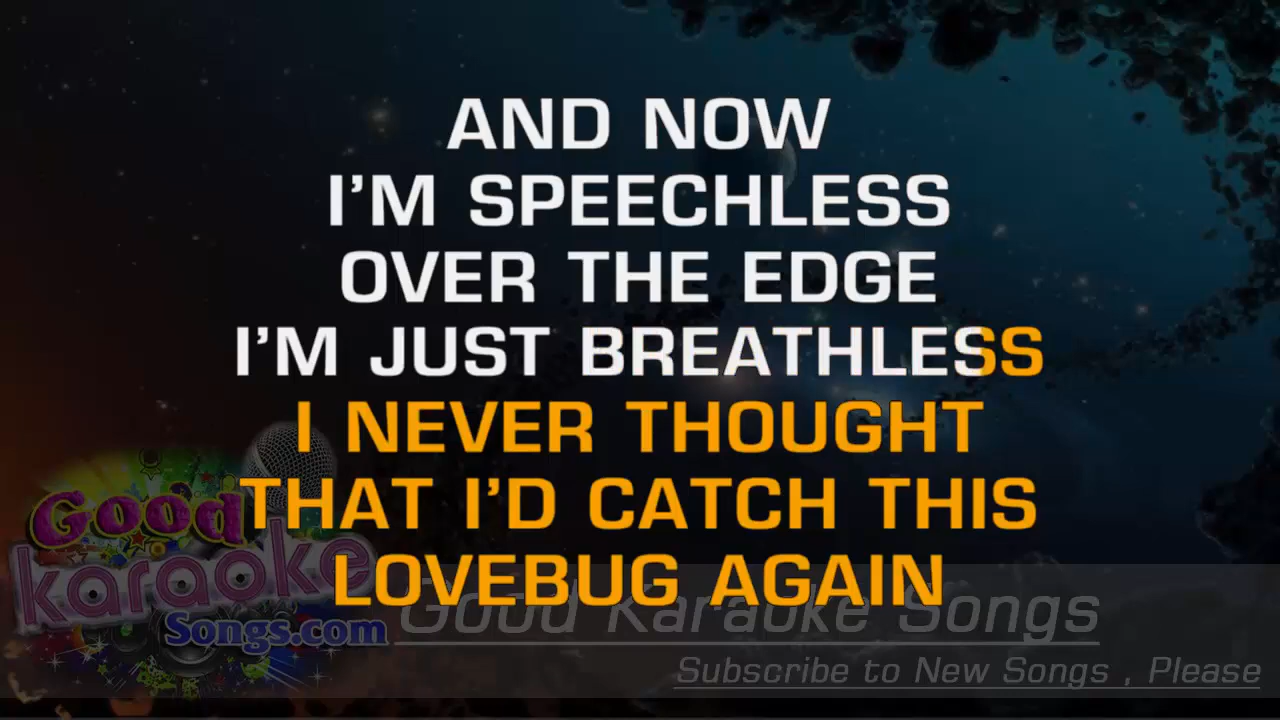 AND NOW
I'M SPEECHLESS
OVER THE EDGE
I'M JUST BREATHLESS
I NEVER THOUGHT
THAT I'D CATCH THIS
LOVEBUG AGAIN
Good
karaoke
Songs.com
Good Karaoke Songs
Subscribe to New Songs , Please